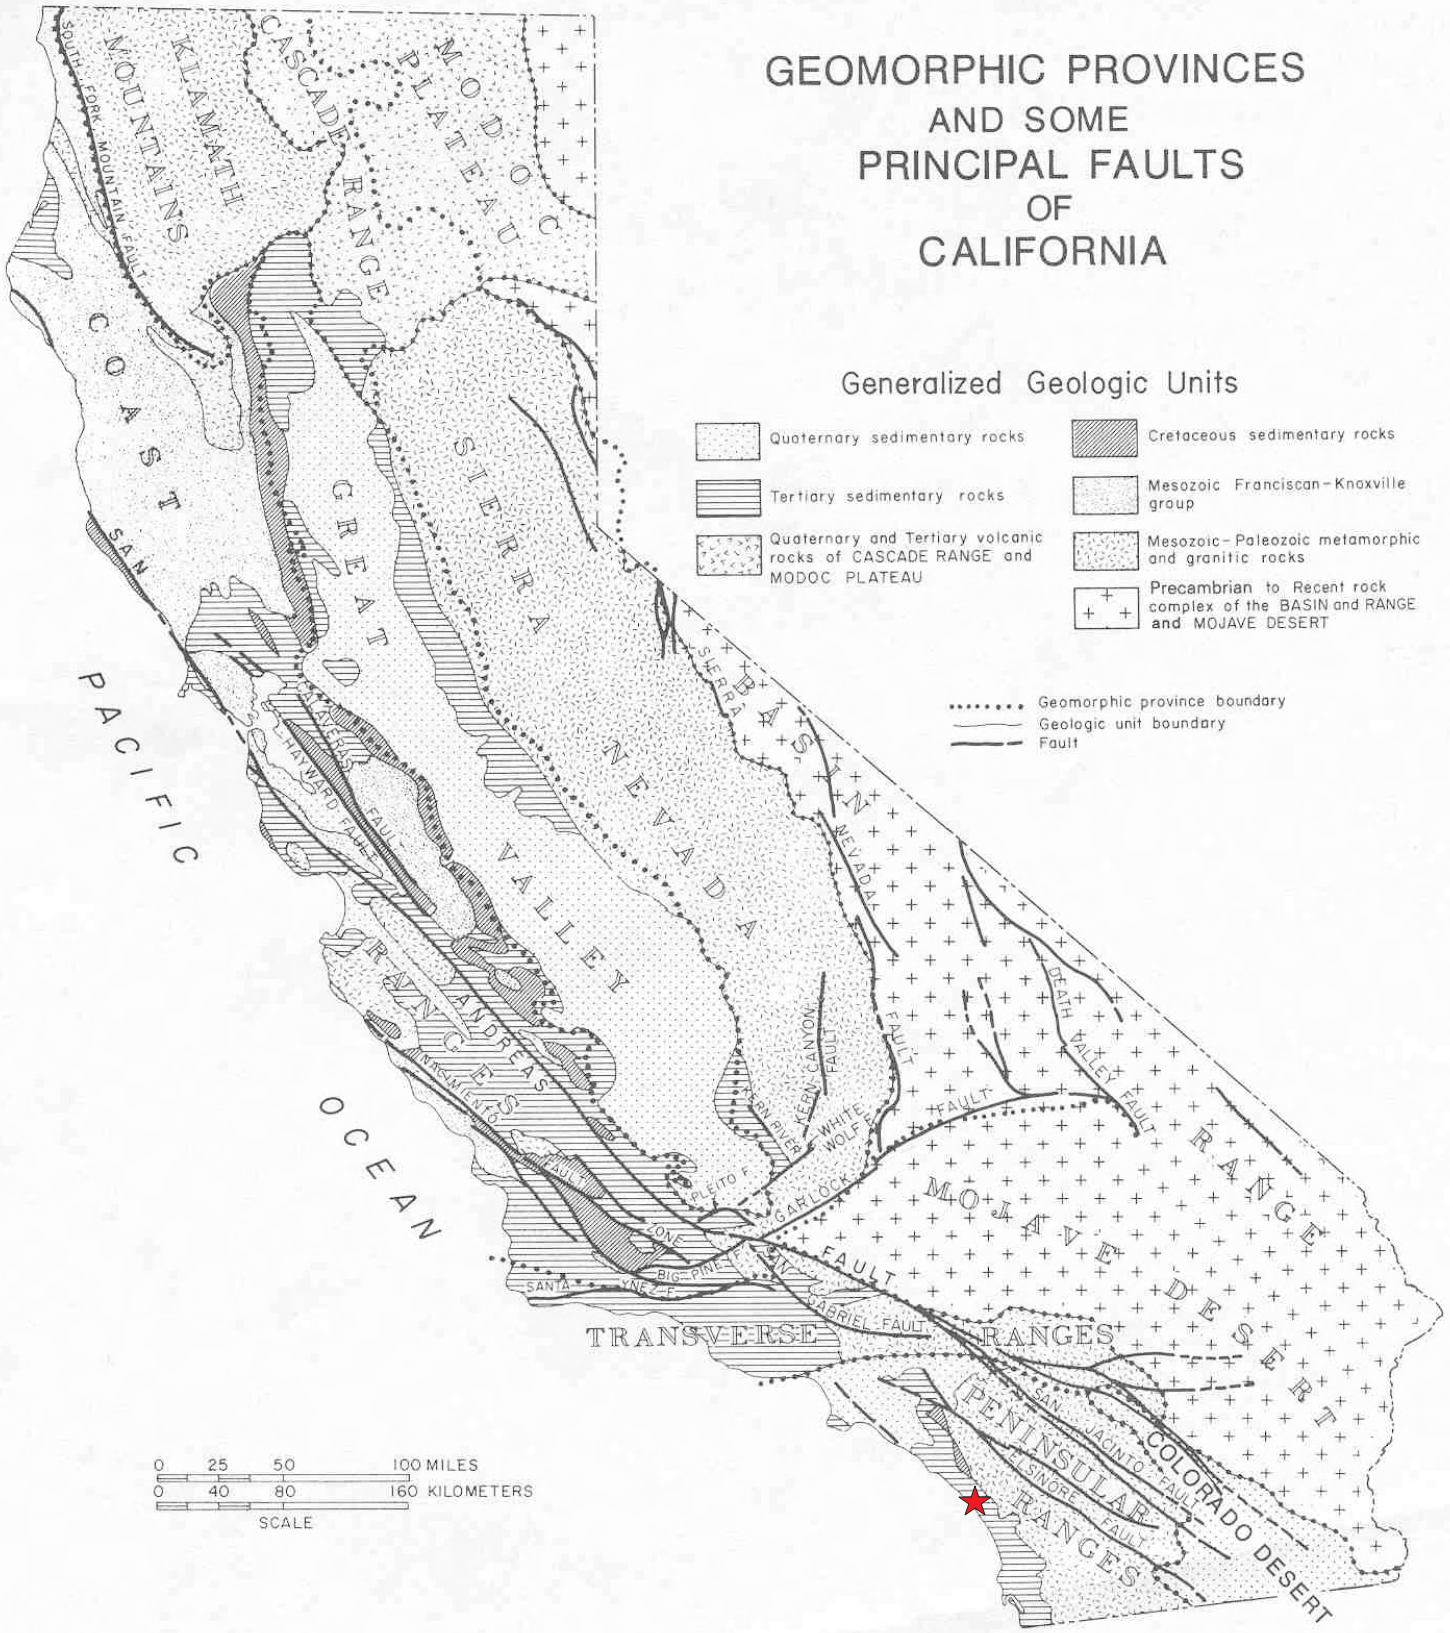 GEOMORPHIC PROVINCES
AND SOME
PRINCIPAL FAULTS
OF
CALIFORNIA
Generalized Geologic Units
Quaternary sedimentary rocks
Tertiary sedimentary rocks
Quaternary and Tertiary volcanic
rocks of CASCADE RANGE and
MODOC PLATEAU
Cretaceous sedimentary rocks
Mesozoic Franciscan-Knoxville
group
Mesozoic-Paleozoic metamorphic
and granitic rocks
Precambrian to Recent rock
complex of the BASIN and RANGE
and MOJAVE DESERT
Geomorphic province boundary
Geologic unit boundary
Fault
SOUTH FORK MOUNTAIN FAULT
KLAMATH
MOUNTAINS
CASCADE
RANGE
MODOC
PLATEAU
COAST
RANGES
GREAT
VALLEY
SIERRA
NEVADA
BASIN
RANGE
SIERRA
NEVADA
FAULT
SAN
ANDREAS
FAULT
CALAVERAS
FAULT
HAYWARD FAULT
PACIFIC
OCEAN
NACIMIENTO
FAULT
ZONE
KERN CANYON
FAULT
KERN RIVER
WHITE
WOLF F.
PLEITO F.
GARLOCK
FAULT
DEATH VALLEY FAULT
MOJAVE DESERT
BIG PINE F.
SANTA YNEZ F.
SAN
GABRIEL FAULT
TRANSVERSE RANGES
PENINSULAR
RANGES
SAN JACINTO FAULT
ELSINORE FAULT
COLORADO DESERT
0 25 50 100 MILES
0 40 80 160 KILOMETERS
SCALE